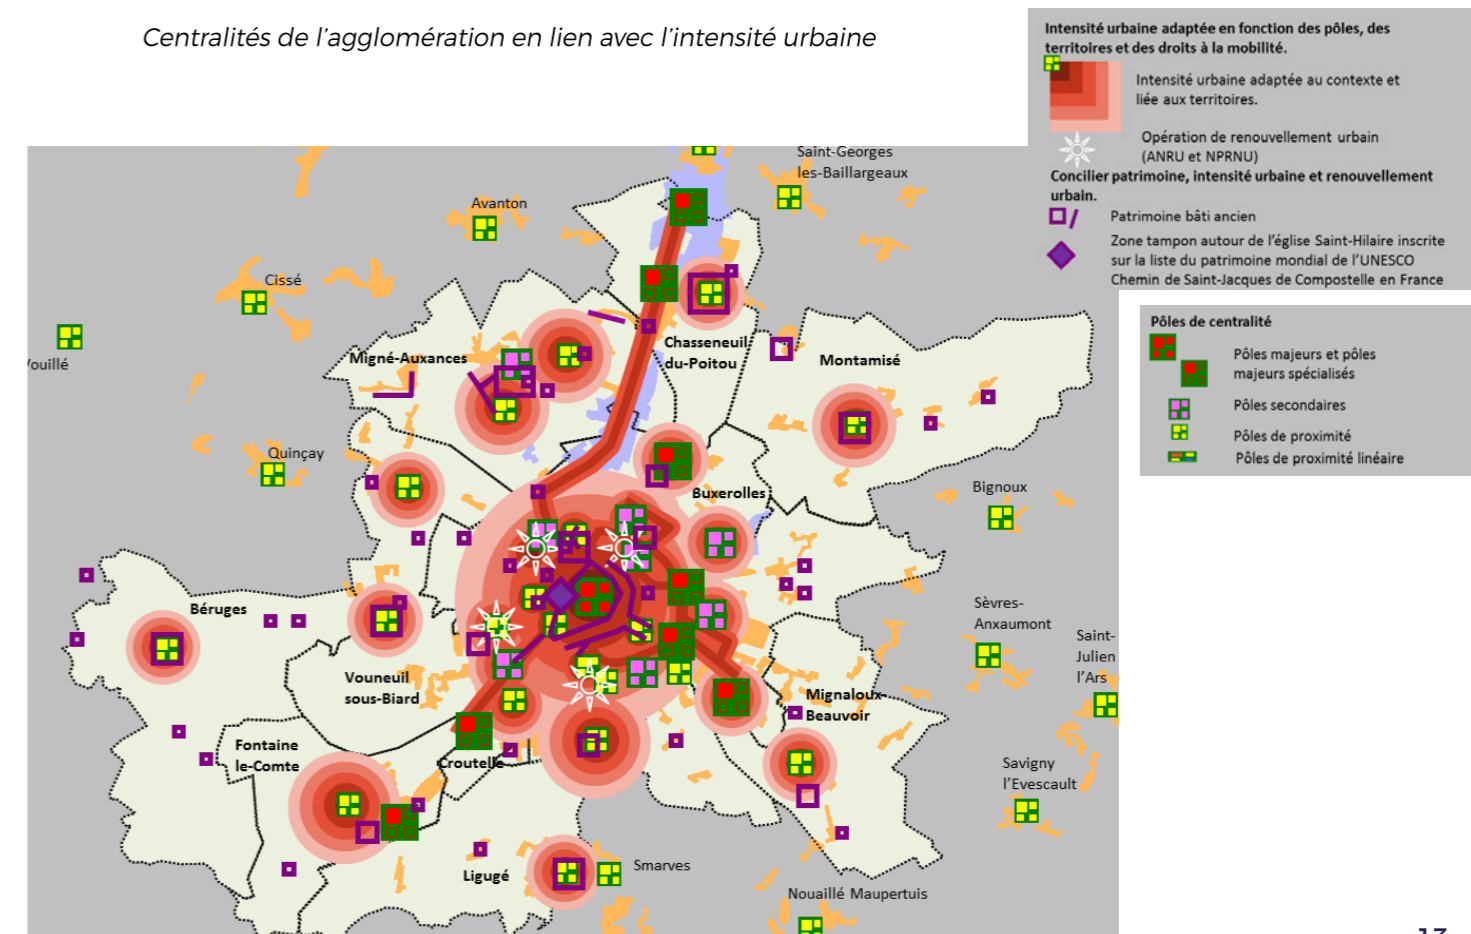 Centralités de l'agglomération en lien avec l'intensité urbaine
Intensité urbaine adaptée en fonction des pôles, des
territoires et des droits à la mobilité.
Intensité urbaine adaptée au contexte et
liée aux territoires.
Opération de renouvellement urbain
(ANRU et NPRNU)
Concilier patrimoine, intensité urbaine et renouvellement
urbain.
Patrimoine bâti ancien
Zone tampon autour de l'église Saint-Hilaire inscrite
sur la liste du patrimoine mondial de l'UNESCO
Chemin de Saint-Jacques de Compostelle en France
Pôles de centralité
Pôles majeurs et pôles
majeurs spécialisés
Pôles secondaires
Pôles de proximité
Pôles de proximité linéaire
Saint-Georges
les-Baillargeaux
Avanton
Cissé
Chasseneuil
du-Poitou
Migné-Auxances
Montamisé
Quinçay
Buxerolles
Bignoux
Béruges
Sèvres-
Anxaumont
Saint-
Julien
l'Ars
Vouneuil
sous-Biard
Mignaloux
Beauvoir
Fontaine
le-Comte
Croutelle
Savigny
l'Evescault
Ligugé
Smarves
Nouaillé Maupertuis